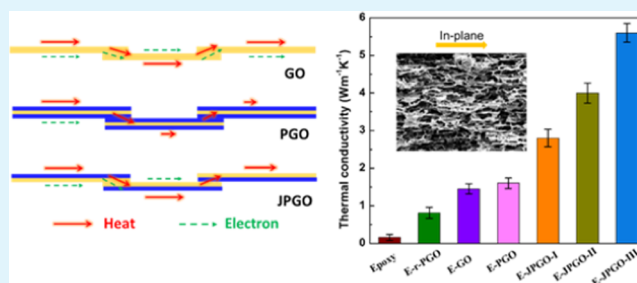 GO
PGO
JPGO
Heat
Electron
In-plane
Thermal conductivity (Wm⁻¹K⁻¹)
6
5
4
3
2
1
0
Epoxy
E-r-PGO
E-GO
E-PGO
E-JPGO-I
E-JPGO-II
E-JPGO-III